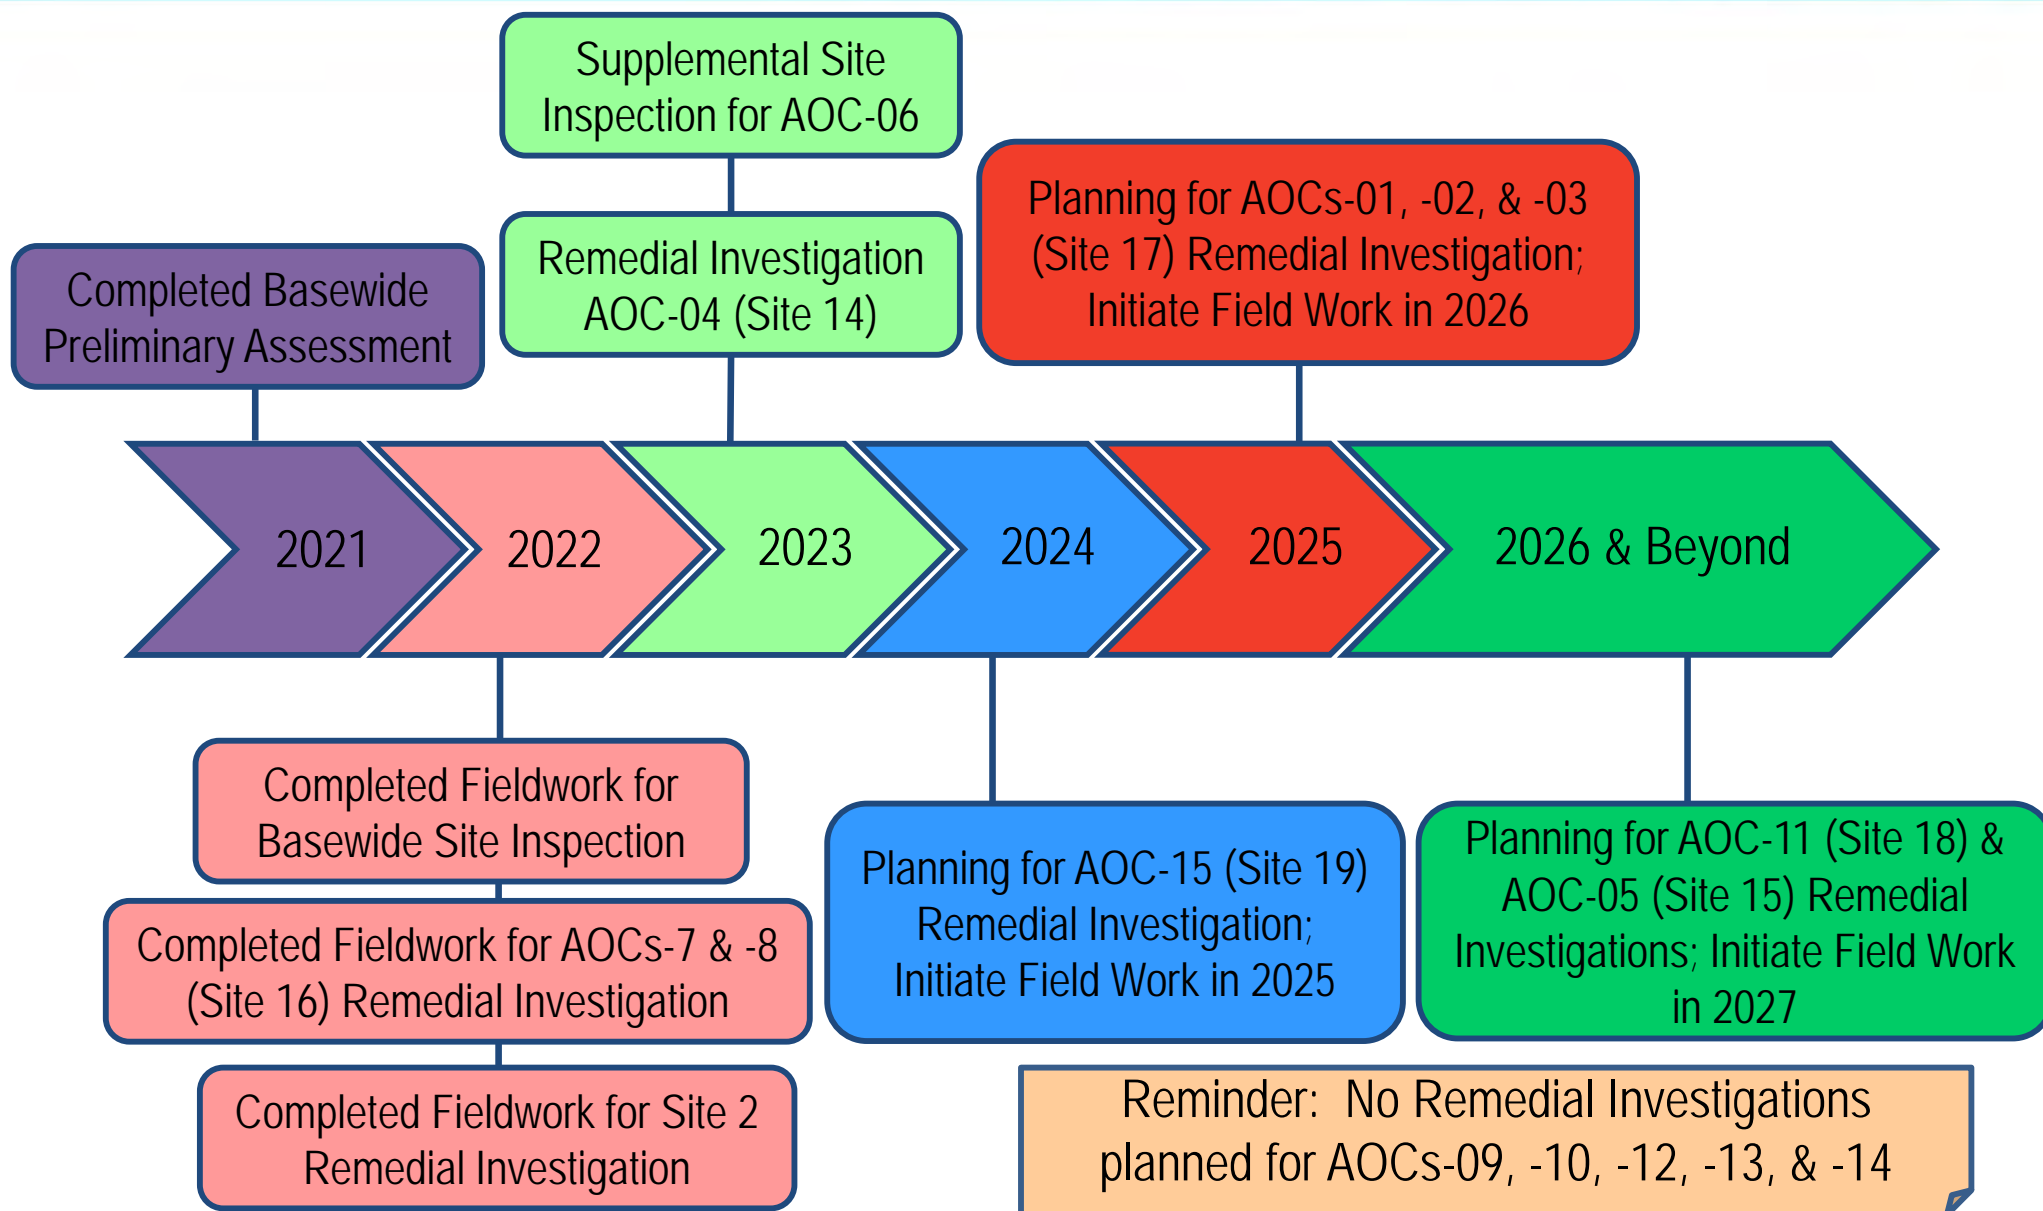 Supplemental Site
Inspection for AOC-06
Remedial Investigation
AOC-04 (Site 14)
Planning for AOCs-01, -02, & -03
(Site 17) Remedial Investigation;
Initiate Field Work in 2026
Completed Basewide
Preliminary Assessment
2021
2022
2023
2024
2025
2026 & Beyond
Completed Fieldwork for
Basewide Site Inspection
Completed Fieldwork for AOCs-7 & -8
(Site 16) Remedial Investigation
Completed Fieldwork for Site 2
Remedial Investigation
Planning for AOC-15 (Site 19)
Remedial Investigation;
Initiate Field Work in 2025
Planning for AOC-11 (Site 18) &
AOC-05 (Site 15) Remedial
Investigations; Initiate Field Work
in 2027
Reminder:  No Remedial Investigations
planned for AOCs-09, -10, -12, -13, & -14